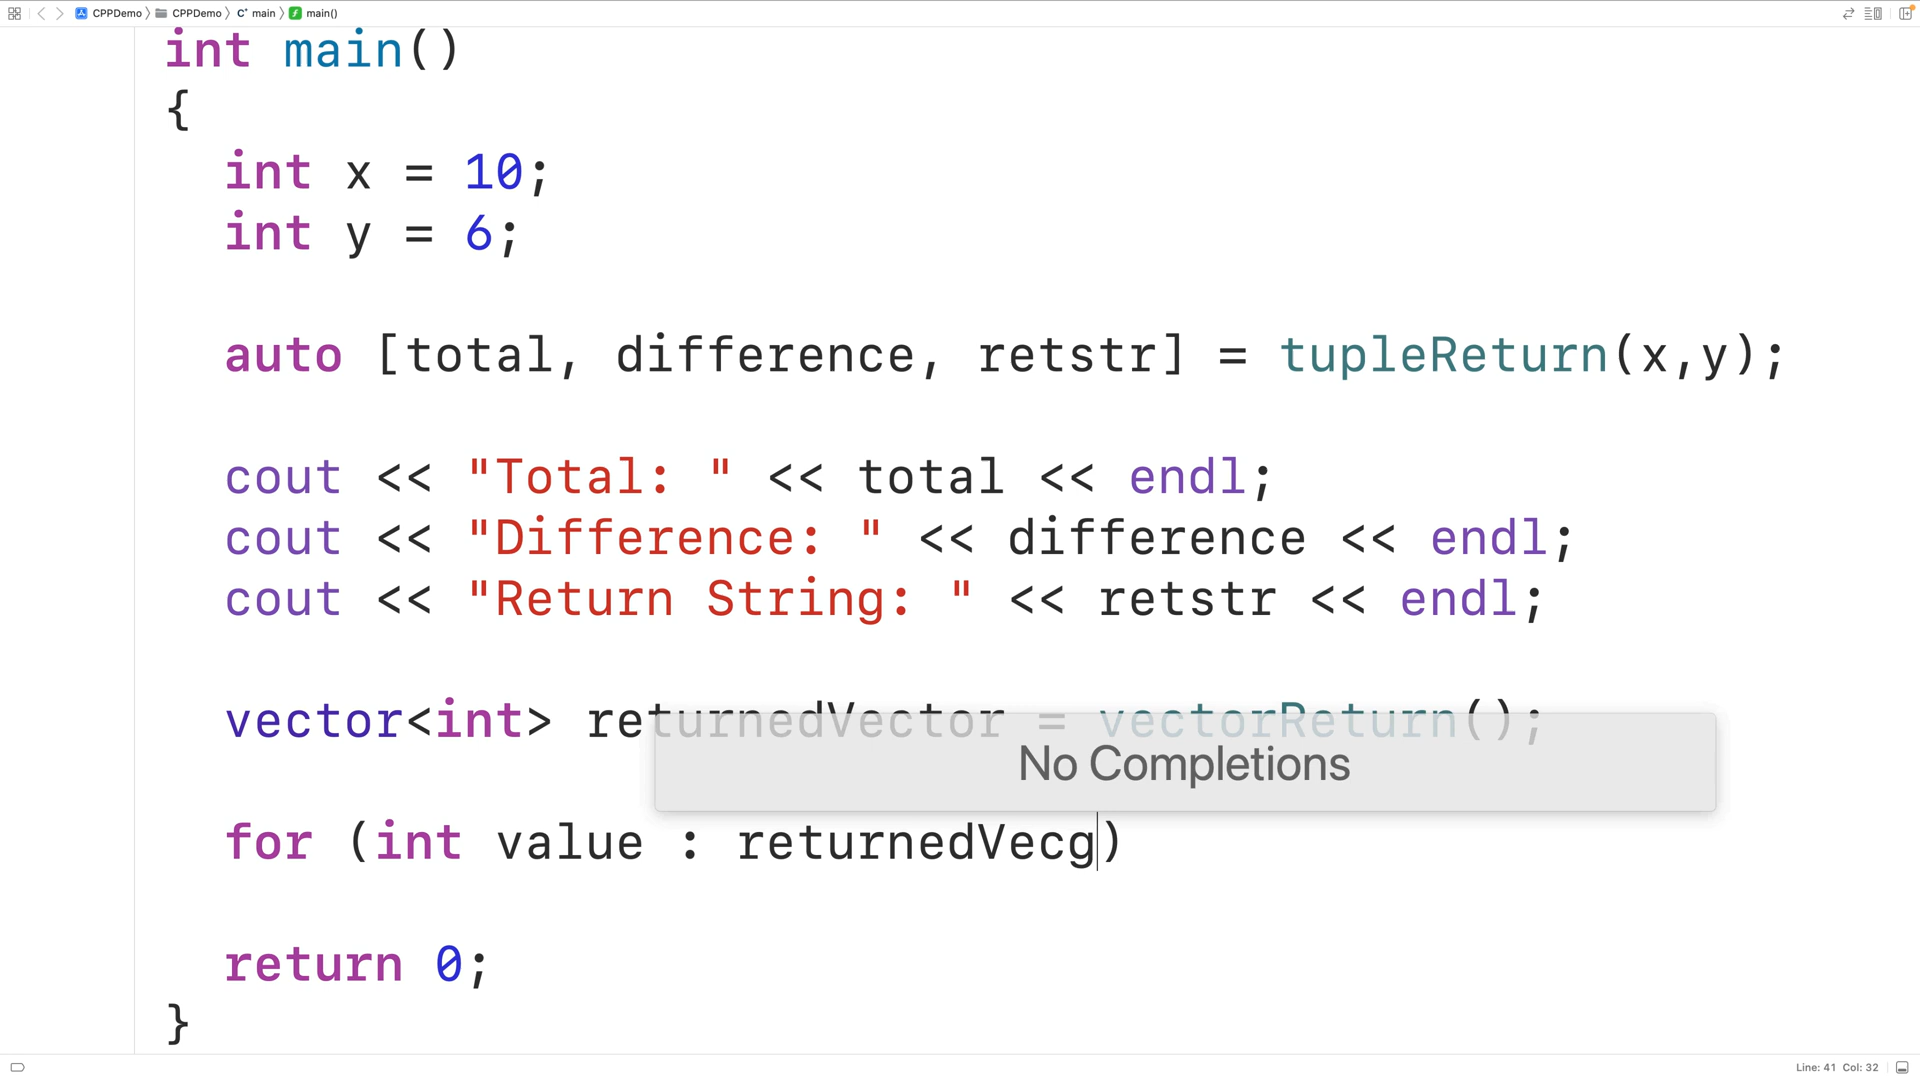 CPPDemo 〉 CPPDemo 〉 C+ main 〉 f main()
int main()
{
int x = 10;
int y = 6;
auto [total, difference, retstr] = tupleReturn(x,y);
cout << "Total: " << total << endl;
cout << "Difference: " << difference << endl;
cout << "Return String: " << retstr << endl;
vector<int> returnedVector = vectorReturn();
No Completions
for (int value : returnedVecg)
return 0;
}
Line: 41 Col: 32